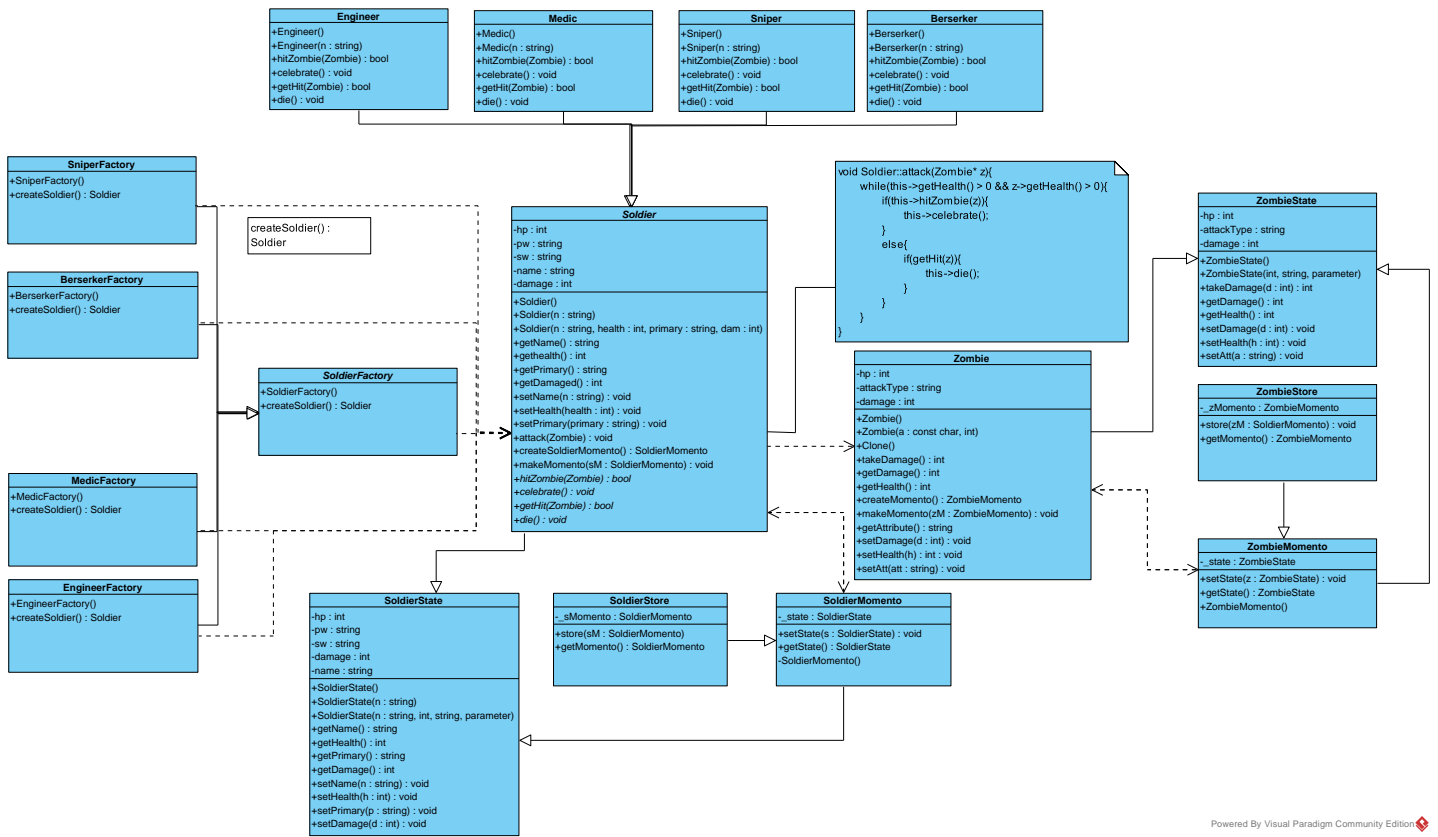 Engineer
+Engineer()
+Engineer(n : string)
+hitZombie(Zombie) : bool
+celebrate() : void
+getHit(Zombie) : bool
+die() : void
Medic
+Medic()
+Medic(n : string)
+hitZombie(Zombie) : bool
+celebrate() : void
+getHit(Zombie) : bool
+die() : void
Sniper
+Sniper()
+Sniper(n : string)
+hitZombie(Zombie) : bool
+celebrate() : void
+getHit(Zombie) : bool
+die() : void
Berserker
+Berserker()
+Berserker(n : string)
+hitZombie(Zombie) : bool
+celebrate() : void
+getHit(Zombie) : bool
+die() : void
SniperFactory
+SniperFactory()
+createSoldier() : Soldier
createSoldier() :
Soldier
BerserkerFactory
+BerserkerFactory()
+createSoldier() : Soldier
SoldierFactory
+SoldierFactory()
+createSoldier() : Soldier
MedicFactory
+MedicFactory()
+createSoldier() : Soldier
EngineerFactory
+EngineerFactory()
+createSoldier() : Soldier
Soldier
-hp : int
-pw : string
-sw : string
-name : string
-damage : int
+Soldier()
+Soldier(n : string)
+Soldier(n : string, health : int, primary : string, dam : int)
+getName() : string
+gethealth() : int
+getPrimary() : string
+getDamaged() : int
+setName(n : string) : void
+setHealth(health : int) : void
+setPrimary(primary : string) : void
+attack(Zombie) : void
+createSoldierMomento() : SoldierMomento
+makeMomento(sM : SoldierMomento) : void
+hitZombie(Zombie) : bool
+celebrate() : void
+getHit(Zombie) : bool
+die() : void
void Soldier::attack(Zombie* z){
while(this->getHealth() > 0 && z->getHealth() > 0){
if(this->hitZombie(z)){
this->celebrate();
}
else{
if(getHit(z)){
this->die();
}
}
}
}
Zombie
-hp : int
-attackType : string
-damage : int
+Zombie()
+Zombie(a : const char, int)
+Clone()
+takeDamage() : int
+getDamage() : int
+getHealth() : int
+createMomento() : ZombieMomento
+makeMomento(zM : ZombieMomento) : void
+getAttribute() : string
+setDamage(d : int) : void
+setHealth(h) : int : void
+setAtt(att : string) : void
ZombieState
-hp : int
-attackType : string
-damage : int
+ZombieState()
+ZombieState(int, string, parameter)
+takeDamage(d : int) : int
+getDamage() : int
+getHealth() : int
+setDamage(d : int) : void
+setHealth(h : int) : void
+setAtt(a : string) : void
ZombieStore
-_zMomento : ZombieMomento
+store(zM : SoldierMomento) : void
+getMomento() : ZombieMomento
ZombieMomento
-_state : ZombieState
+setState(z : ZombieState) : void
+getState() : ZombieState
+ZombieMomento()
SoldierState
-hp : int
-pw : string
-sw : string
-damage : int
-name : string
+SoldierState()
+SoldierState(n : string)
+SoldierState(n : string, int, string, parameter)
+getName() : string
+getHealth() : int
+getPrimary() : string
+getDamage() : int
+setName(n : string) : void
+setHealth(h : int) : void
+setPrimary(p : string) : void
+setDamage(d : int) : void
SoldierStore
-_sMomento : SoldierMomento
+store(sM : SoldierMomento)
+getMomento() : SoldierMomento
SoldierMomento
-_state : SoldierState
+setState(s : SoldierState) : void
+getState() : SoldierState
-SoldierMomento()
Powered By Visual Paradigm Community Edition